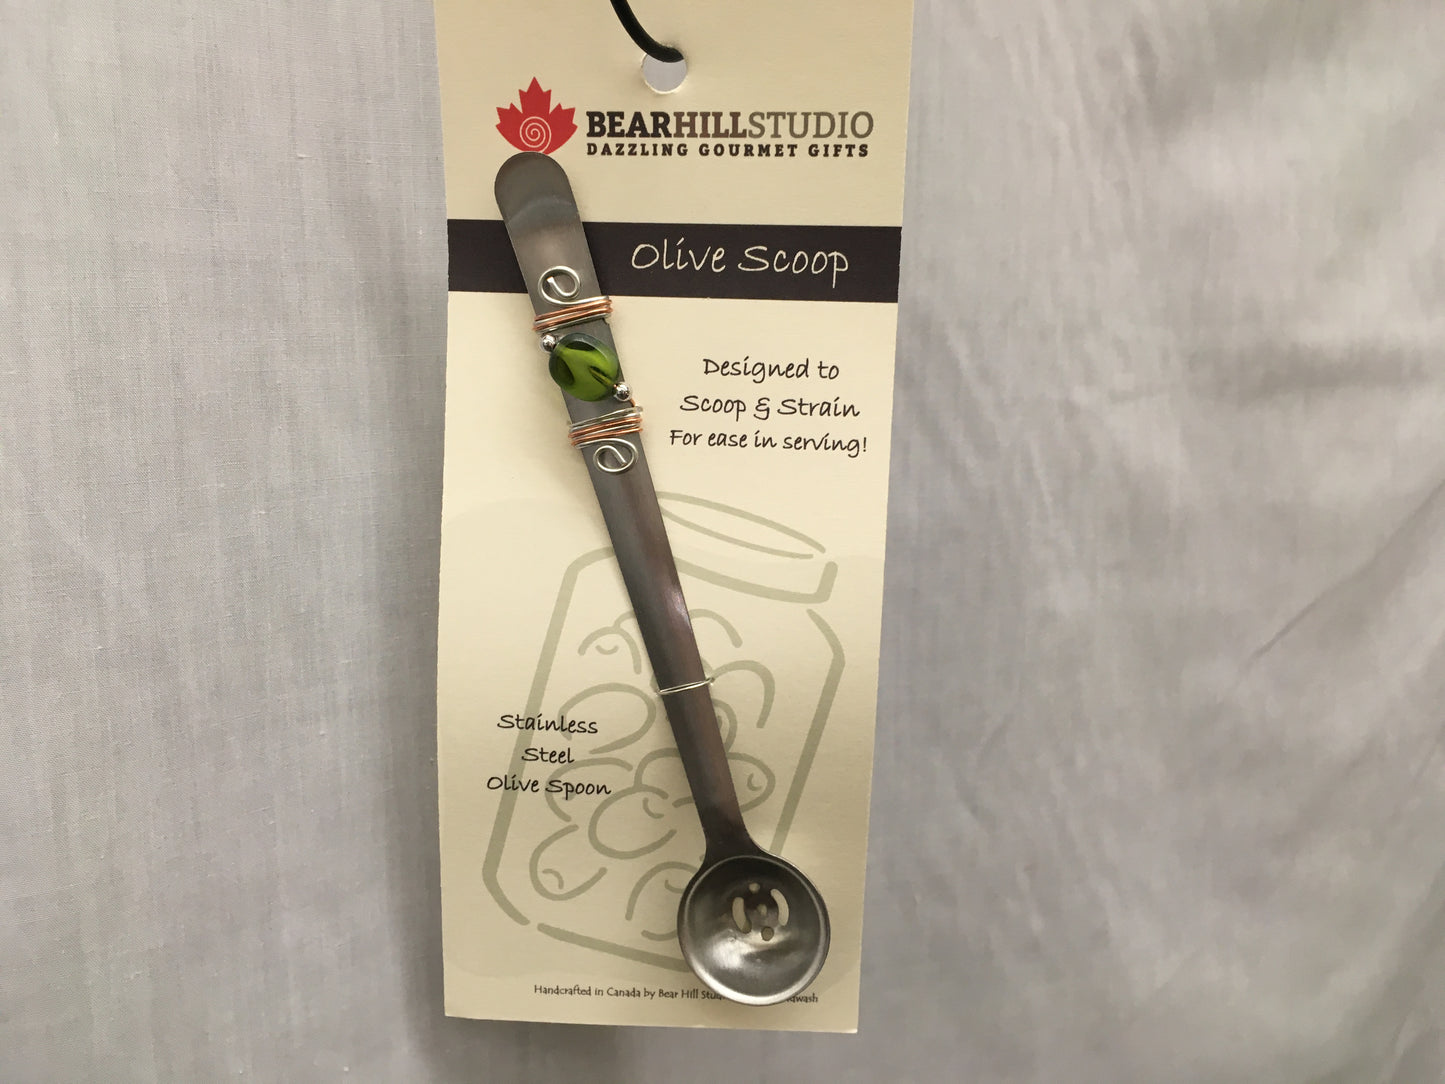 BEARHILLSTUDIO
DAZZLING GOURMET GIFTS
Olive Scoop
Designed to
Scoop & Strain
For ease in serving!
Stainless
Steel
Olive Spoon
Handcrafted in Canada by Bear Hill